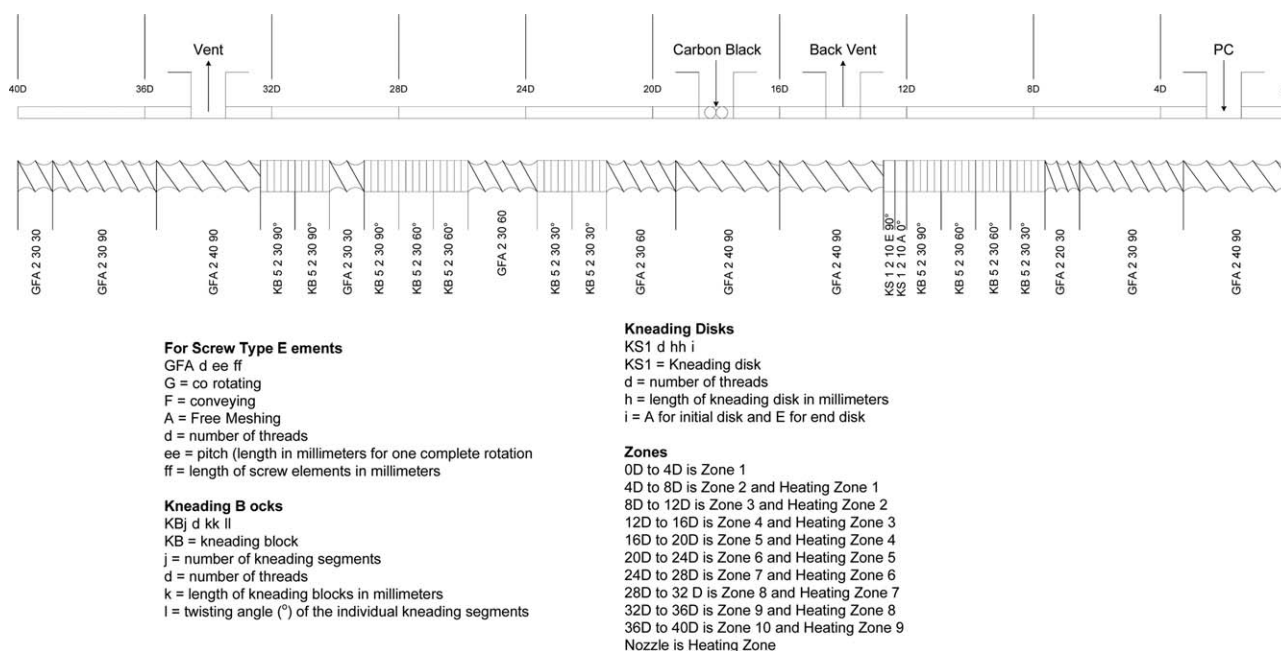 Vent
Carbon Black
Back Vent
PC
40D
36D
32D
28D
24D
20D
16D
12D
8D
4D
GFA 2 30 30
GFA 2 30 90
GFA 2 40 90
KB 5 2 30 90°
KB 5 2 30 90°
GFA 2 30 30
KB 5 2 30 90°
KB 5 2 30 60°
KB 5 2 30 60°
GFA 2 30 60
KB 5 2 30 30°
KB 5 2 30 30°
GFA 2 30 60
GFA 2 40 90
GFA 2 40 90
KS 1 2 10 E 90°
KS 1 2 10 A 0°
KB 5 2 30 90°
KB 5 2 30 60°
KB 5 2 30 60°
KB 5 2 30 30°
GFA 2 20 30
GFA 2 30 90
GFA 2 40 90
For Screw Type E ements
GFA d ee ff
G = co rotating
F = conveying
A = Free Meshing
d = number of threads
ee = pitch (length in millimeters for one complete rotation
ff = length of screw elements in millimeters
Kneading B ocks
KBj d kk ll
KB = kneading block
j = number of kneading segments
d = number of threads
k = length of kneading blocks in millimeters
l = twisting angle (°) of the individual kneading segments
Kneading Disks
KS1 d hh i
KS1 = Kneading disk
d = number of threads
h = length of kneading disk in millimeters
i = A for initial disk and E for end disk
Zones
0D to 4D is Zone 1
4D to 8D is Zone 2 and Heating Zone 1
8D to 12D is Zone 3 and Heating Zone 2
12D to 16D is Zone 4 and Heating Zone 3
16D to 20D is Zone 5 and Heating Zone 4
20D to 24D is Zone 6 and Heating Zone 5
24D to 28D is Zone 7 and Heating Zone 6
28D to 32 D is Zone 8 and Heating Zone 7
32D to 36D is Zone 9 and Heating Zone 8
36D to 40D is Zone 10 and Heating Zone 9
Nozzle is Heating Zone